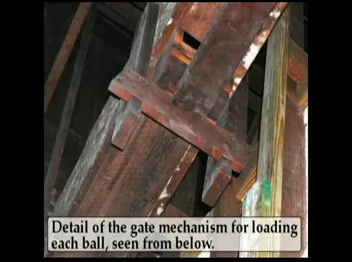 Detail of the gate mechanism for loading
each ball, seen from below.